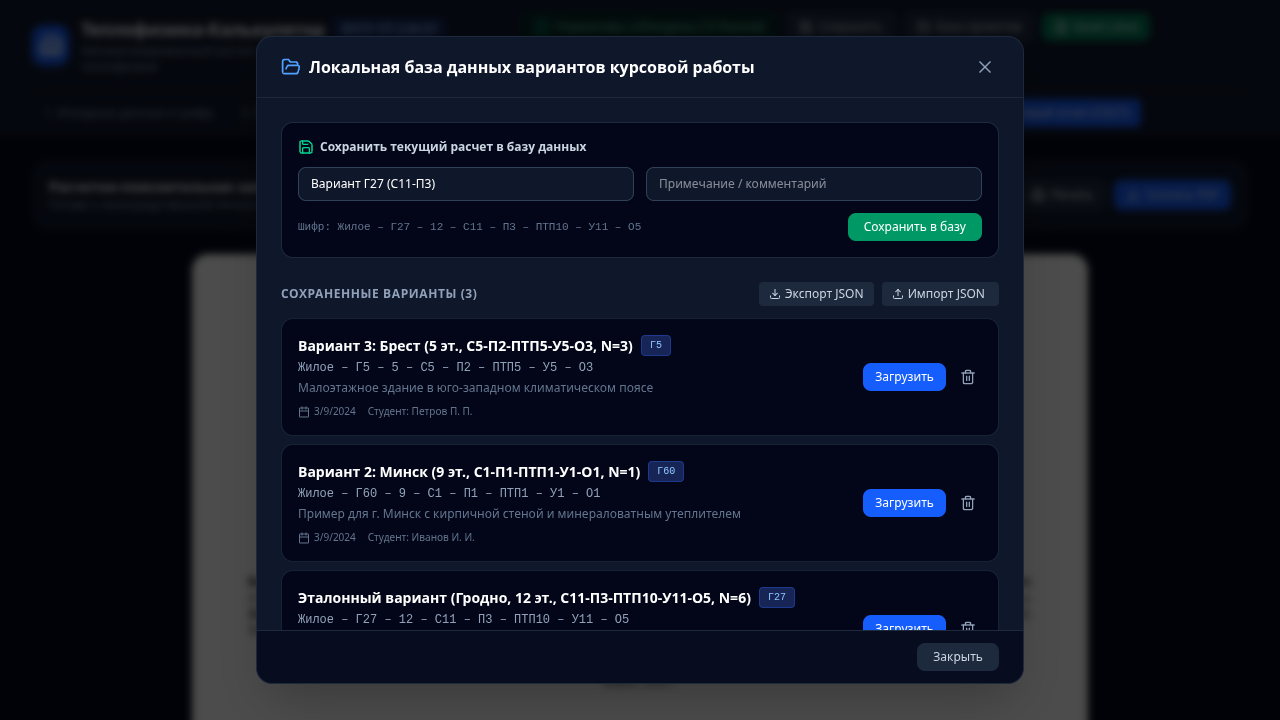 Теплофизика-Калькулятор
Локальная база данных вариантов курсовой работы
Сохранить текущий расчет в базу данных
Вариант Г27 (С11-П3)
Примечание / комментарий
Шифр: Жилое – Г27 – 12 – С11 – П3 – ПТП10 – У11 – О5
Сохранить в базу
СОХРАНЕННЫЕ ВАРИАНТЫ (3)
Экспорт JSON
Импорт JSON
Вариант 3: Брест (5 эт., С5-П2-ПТП5-У5-О3, N=3)
Г5
Жилое – Г5 – 5 – С5 – П2 – ПТП5 – У5 – О3
Малоэтажное здание в юго-западном климатическом поясе
3/9/2024
Студент: Петров П. П.
Загрузить
Вариант 2: Минск (9 эт., С1-П1-ПТП1-У1-О1, N=1)
Г60
Жилое – Г60 – 9 – С1 – П1 – ПТП1 – У1 – О1
Пример для г. Минск с кирпичной стеной и минераловатным утеплителем
3/9/2024
Студент: Иванов И. И.
Загрузить
Эталонный вариант (Гродно, 12 эт., С11-П3-ПТП10-У11-О5, N=6)
Г27
Жилое – Г27 – 12 – С11 – П3 – ПТП10 – У11 – О5
Загрузить
Закрыть